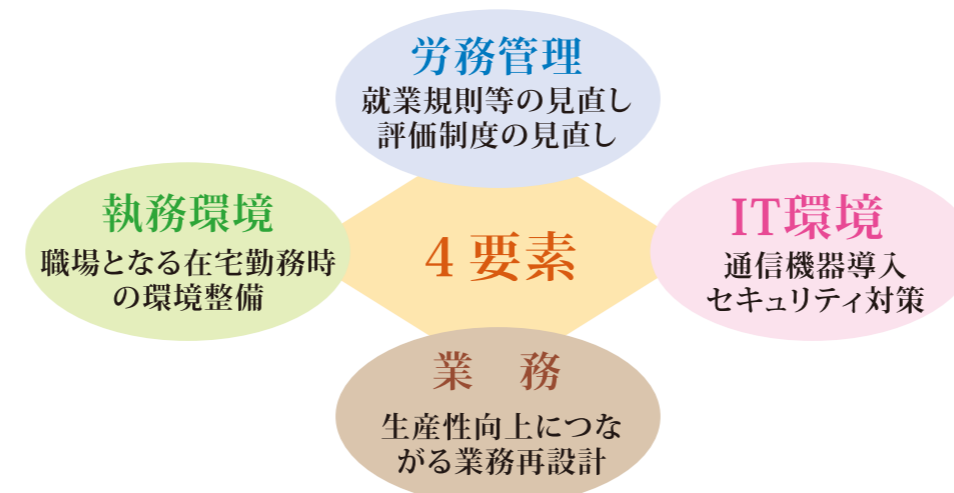 労務管理
就業規則等の見直し
評価制度の見直し
執務環境
職場となる在宅勤務時
の環境整備
4 要素
IT環境
通信機器導入
セキュリティ対策
業　務
生産性向上につな
がる業務再設計